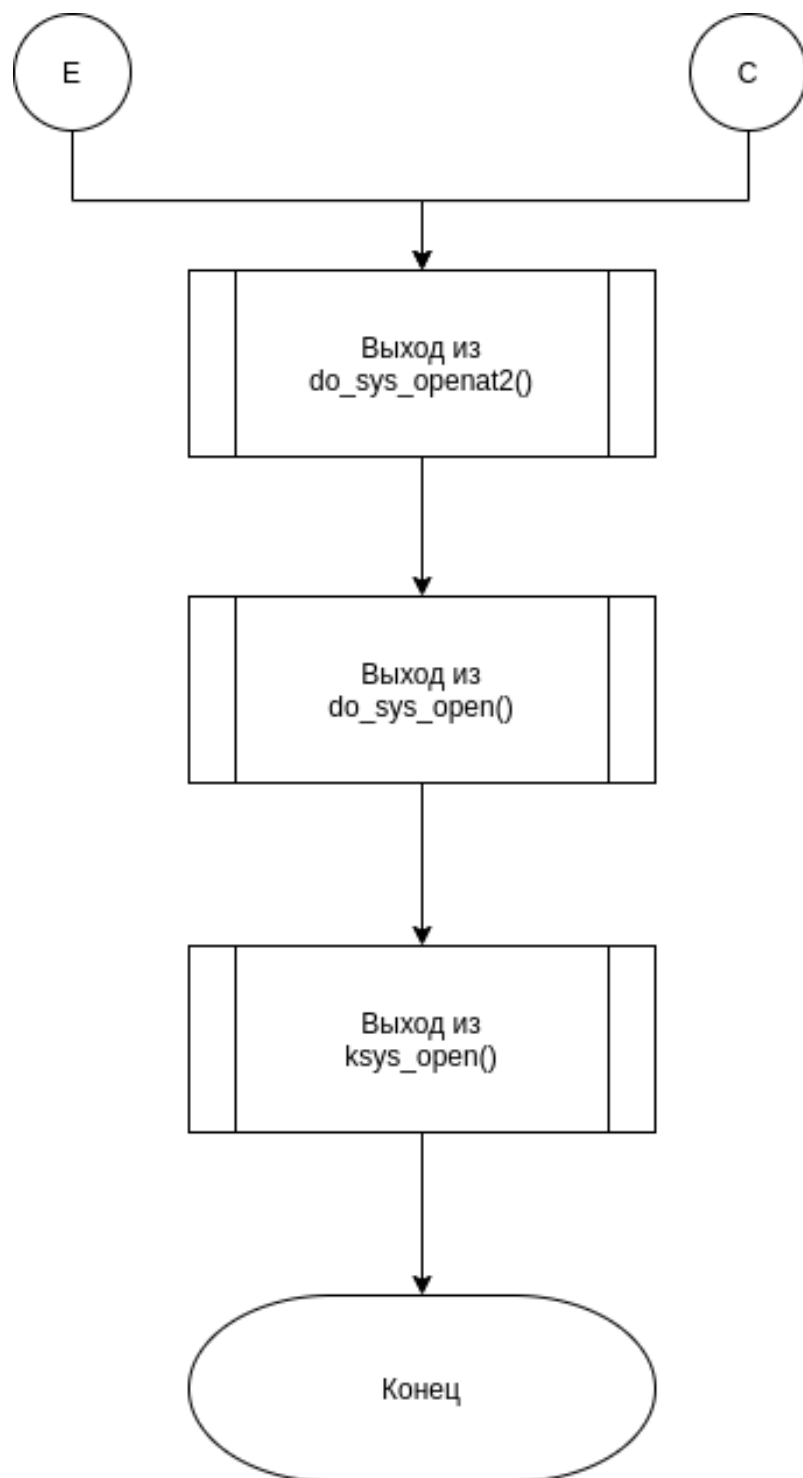 E
C
Выход из
do_sys_openat2()
Выход из
do_sys_open()
Выход из
ksys_open()
Конец